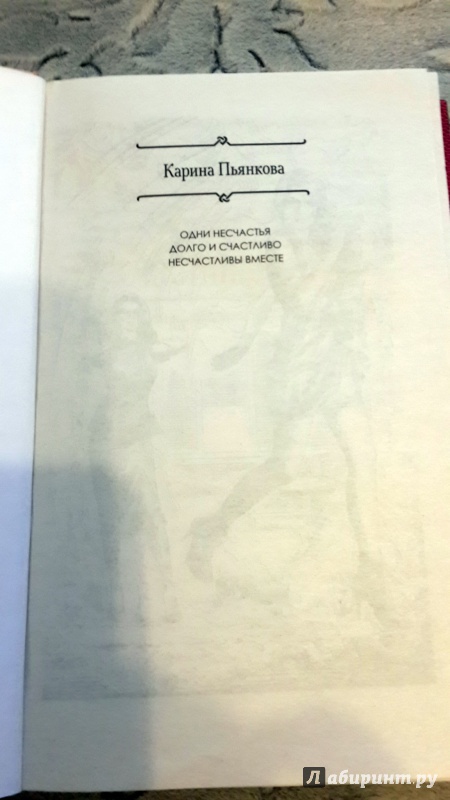 Карина Пьянкова
ОДНИ НЕСЧАСТЬЯ
ДОЛГО И СЧАСТЛИВО
НЕСЧАСТЛИВЫ ВМЕСТЕ
Лабиринт.ру